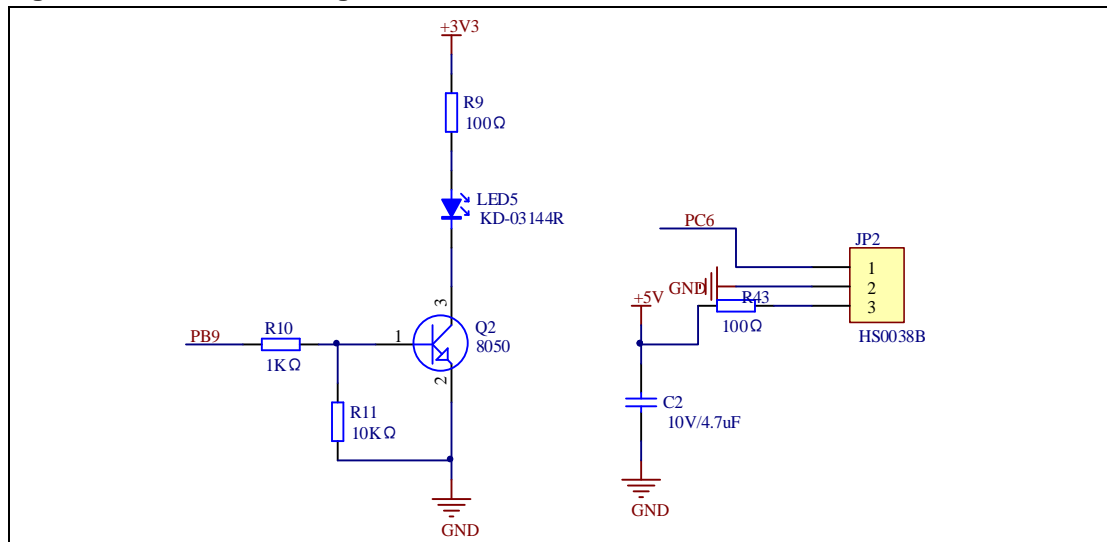 +3V3
R9
100Ω
LED5
KD-03144R
3
Q2
8050
1
2
PB9
R10
1KΩ
R11
10KΩ
GND
PC6
JP2
1
2
3
HS0038B
GND
R43
100Ω
+5V
C2
10V/4.7uF
GND